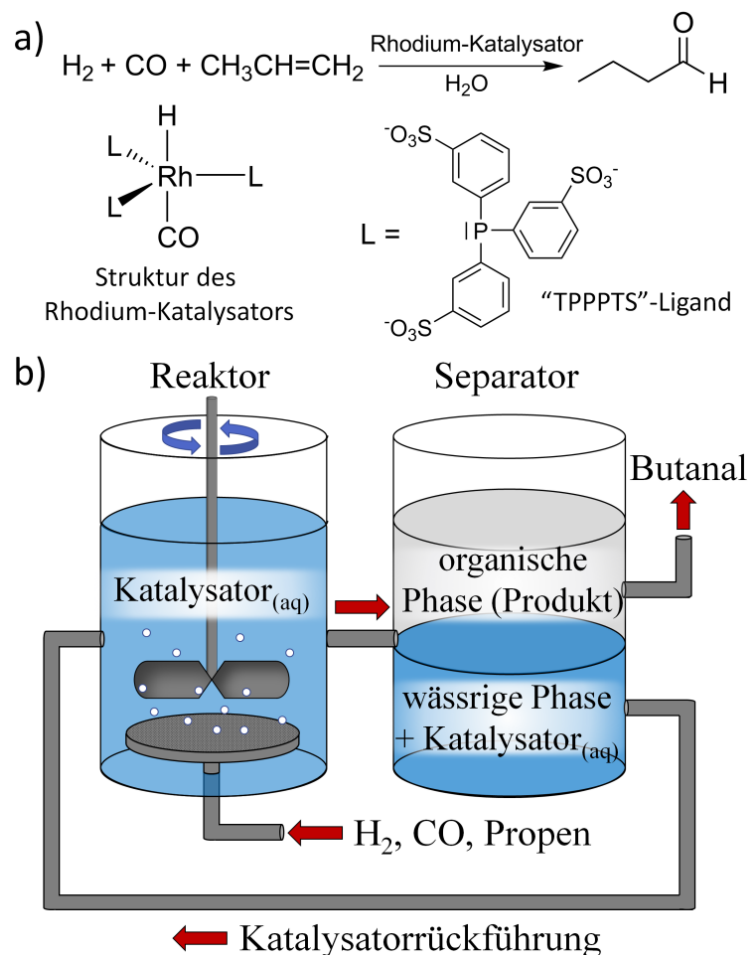 a)
H₂ + CO + CH₃CH=CH₂
Rhodium-Katalysator
H₂O
O
H
H
L
L
Rh
L
CO
Struktur des
Rhodium-Katalysators
L =
⁻O₃S
SO₃⁻
P
⁻O₃S
“TPPPTS”-Ligand
b)
Reaktor
Separator
Butanal
Katalysator(aq)
organische
Phase (Produkt)
wässrige Phase
+ Katalysator(aq)
H₂, CO, Propen
Katalysatorrückführung